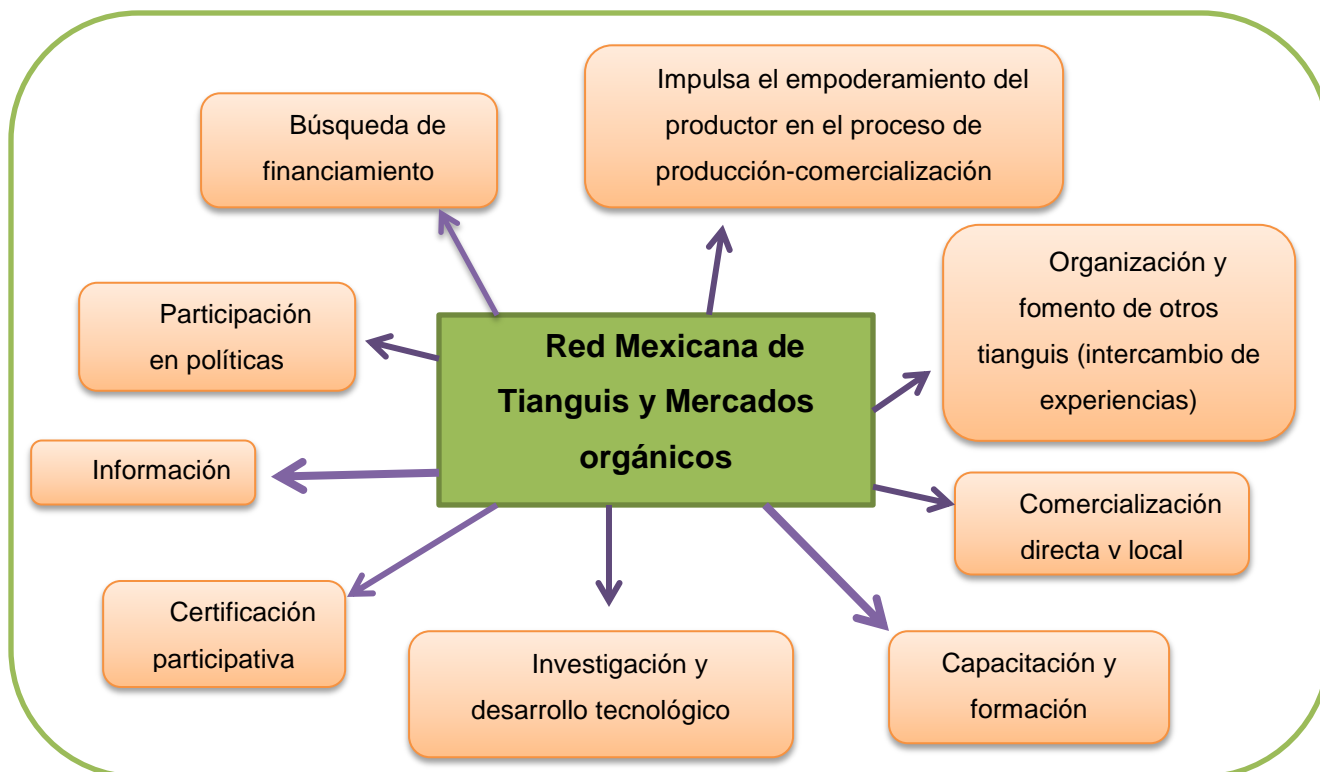 Búsqueda de
financiamiento
Impulsa el empoderamiento del
productor en el proceso de
producción-comercialización
Participación
en políticas
Red Mexicana de
Tianguis y Mercados
orgánicos
Organización y
fomento de otros
tianguis (intercambio de
experiencias)
Información
Comercialización
directa y local
Certificación
participativa
Investigación y
desarrollo tecnológico
Capacitación y
formación